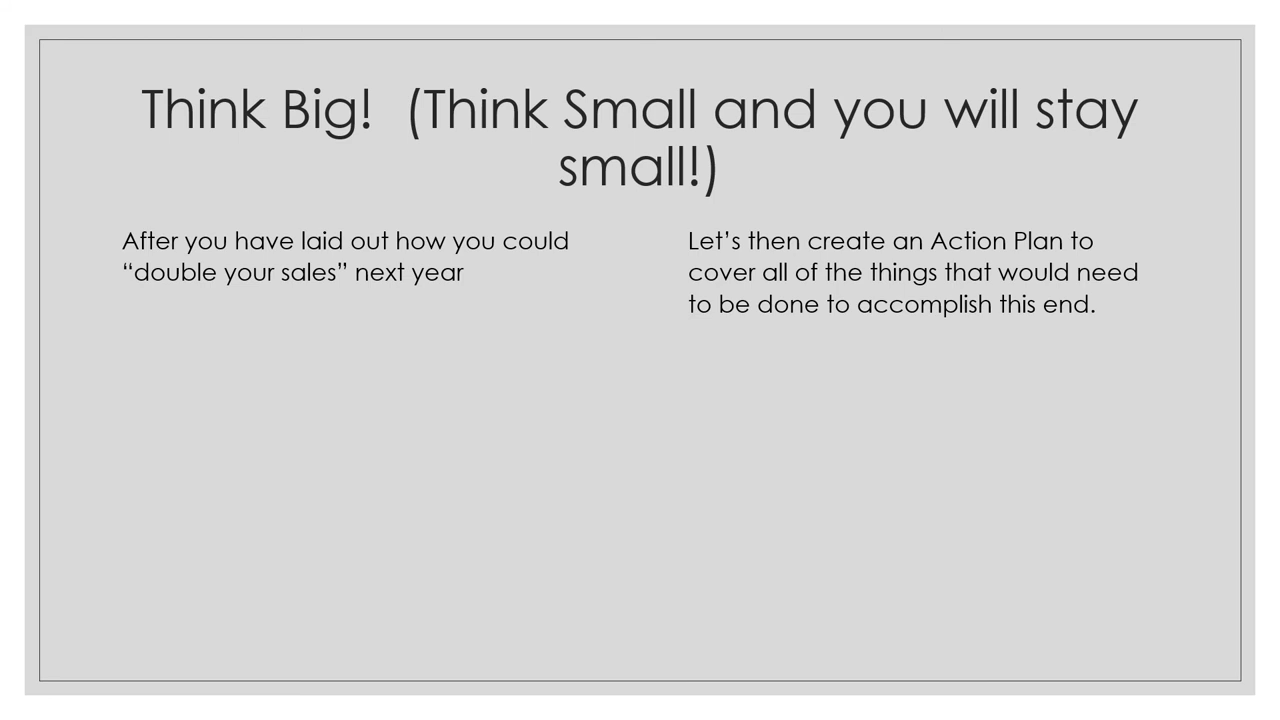 Think Big!  (Think Small and you will stay
small!)
After you have laid out how you could
“double your sales” next year
Let’s then create an Action Plan to
cover all of the things that would need
to be done to accomplish this end.